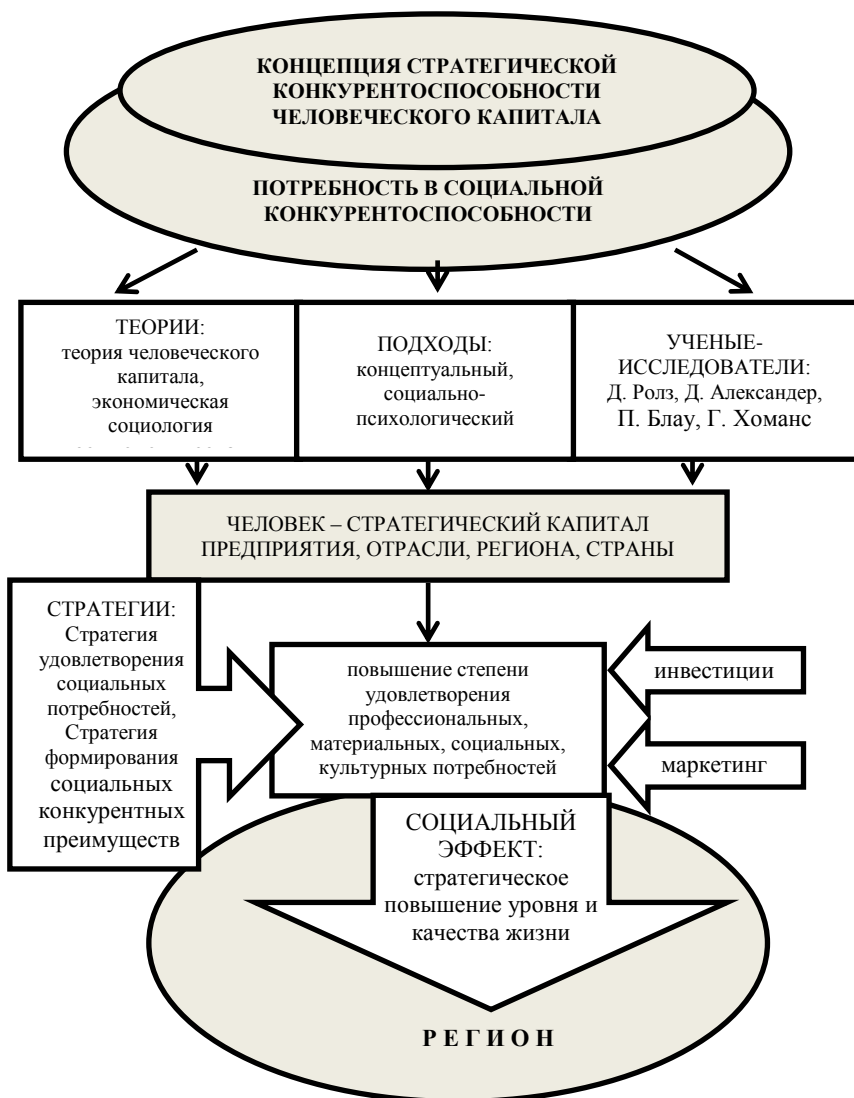 КОНЦЕПЦИЯ СТРАТЕГИЧЕСКОЙ
КОНКУРЕНТОСПОСОБНОСТИ
ЧЕЛОВЕЧЕСКОГО КАПИТАЛА
ПОТРЕБНОСТЬ В СОЦИАЛЬНОЙ
КОНКУРЕНТОСПОСОБНОСТИ
ТЕОРИИ:
теория человеческого
капитала,
экономическая
социология
ПОДХОДЫ:
концептуальный,
социально-
психологический
УЧЕНЫЕ-
ИССЛЕДОВАТЕЛИ:
Д. Ролз, Д. Александер,
П. Блау, Г. Хоманс
ЧЕЛОВЕК – СТРАТЕГИЧЕСКИЙ КАПИТАЛ
ПРЕДПРИЯТИЯ, ОТРАСЛИ, РЕГИОНА, СТРАНЫ
СТРАТЕГИИ:
Стратегия
удовлетворения
социальных
потребностей,
Стратегия
формирования
социальных
конкурентных
преимуществ
повышение степени
удовлетворения
профессиональных,
материальных, социальных,
культурных потребностей
инвестиции
маркетинг
СОЦИАЛЬНЫЙ
ЭФФЕКТ:
стратегическое
повышение уровня и
качества жизни
Р Е Г И О Н